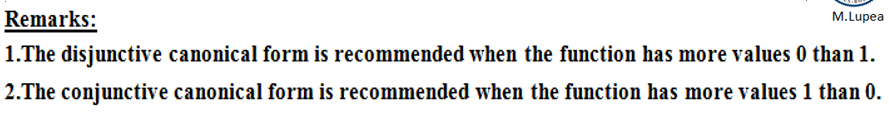 M.Lupea
Remarks:
1.The disjunctive canonical form is recommended when the function has more values 0 than 1.
2.The conjunctive canonical form is recommended when the function has more values 1 than 0.